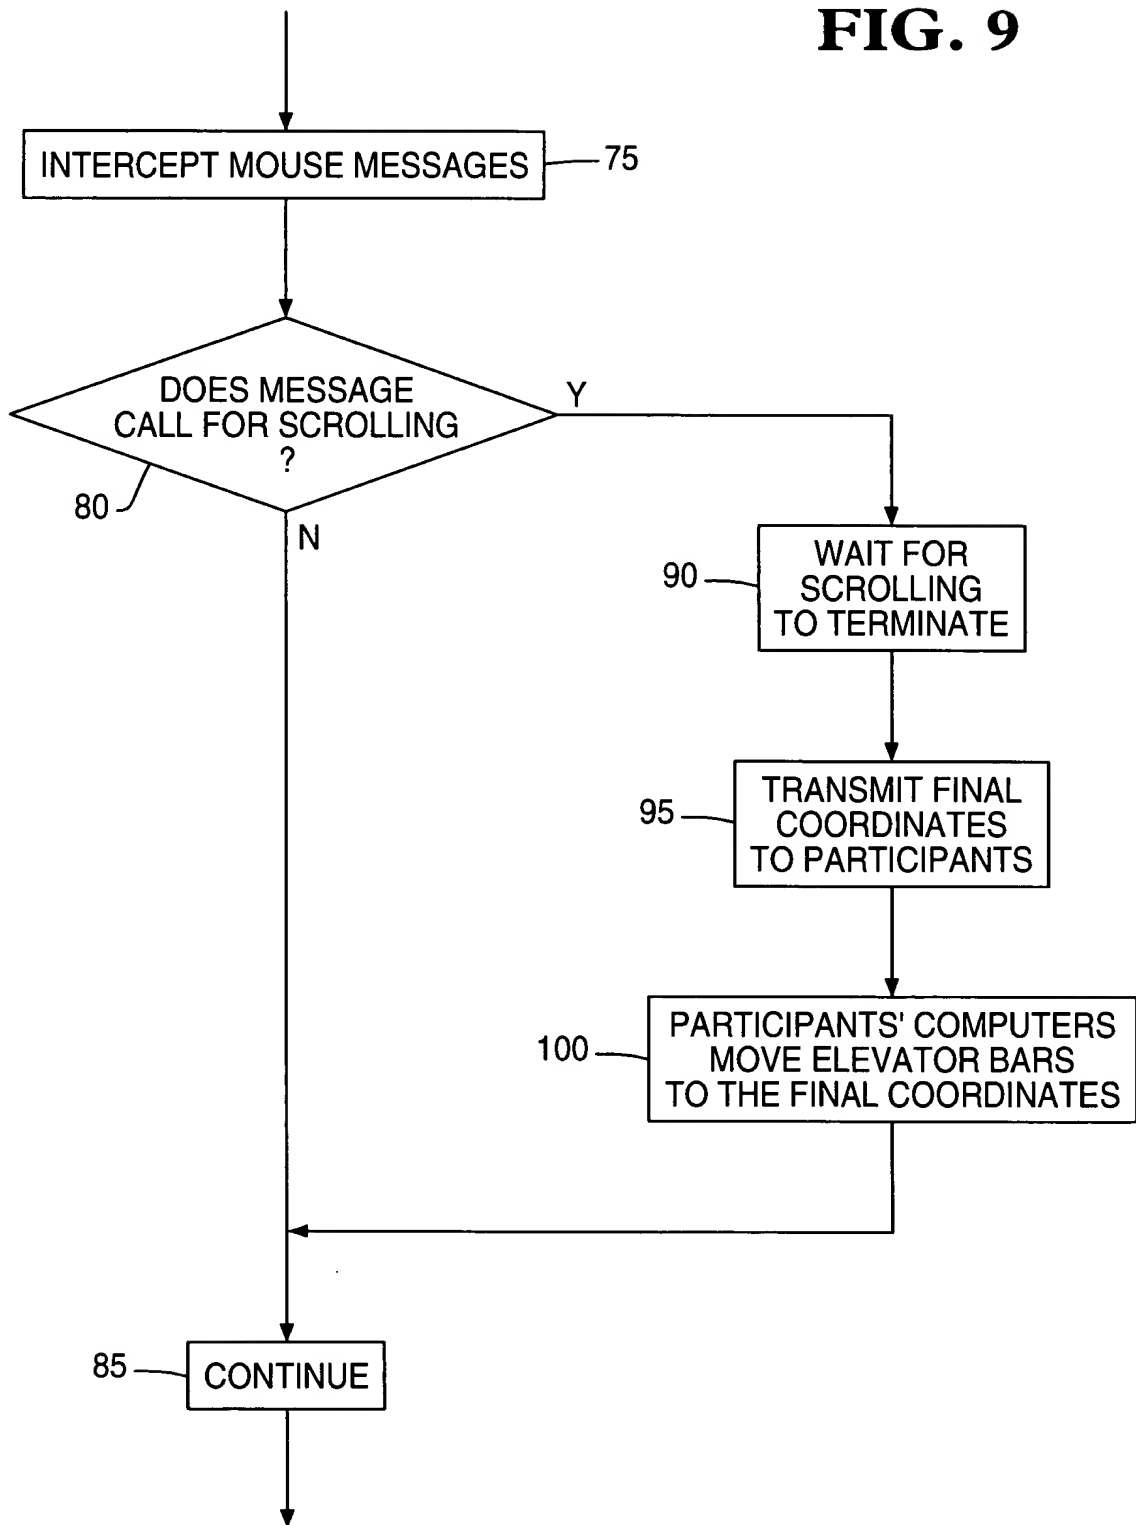 FIG. 9
INTERCEPT MOUSE MESSAGES
75
DOES MESSAGE
CALL FOR SCROLLING
?
80
Y
N
90
WAIT FOR
SCROLLING
TO TERMINATE
95
TRANSMIT FINAL
COORDINATES
TO PARTICIPANTS
100
PARTICIPANTS' COMPUTERS
MOVE ELEVATOR BARS
TO THE FINAL COORDINATES
85
CONTINUE